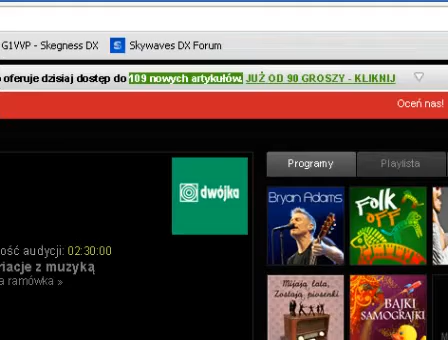 G1VVP - Skegness DX
Skywaves DX Forum
oferuje dzisiaj dostęp do 109 nowych artykułów. JUŻ OD 90 GROSZY - KLIKNIJ
Oceń nas!
dwójka
Programy
Playlista
Bryan Adams
FOLK OFF
ość audycji: 02:30:00
riacje z muzyką
a ramówka »
Mijają lata, zostają piosenki
BAJKI SAMOGRAJKI